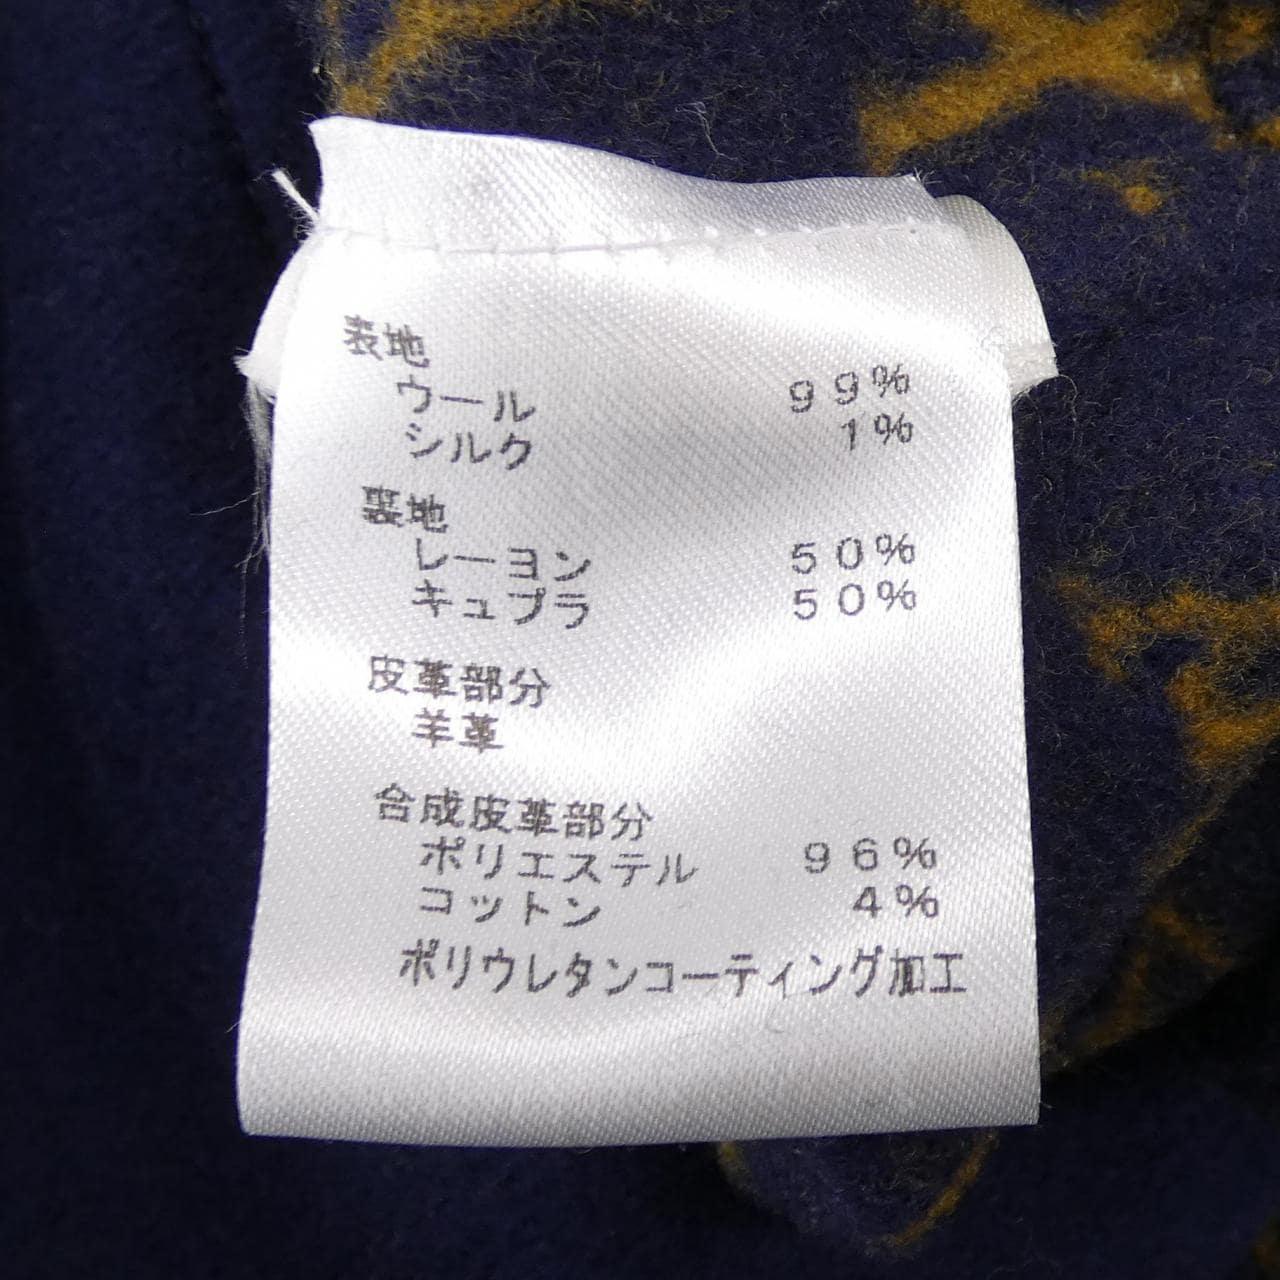 表地
ウール 99%
シルク 1%
裏地
レーヨン 50%
キュプラ 50%
皮革部分
羊革
合成皮革部分
ポリエステル 96%
コットン 4%
ポリウレタンコーティング加工